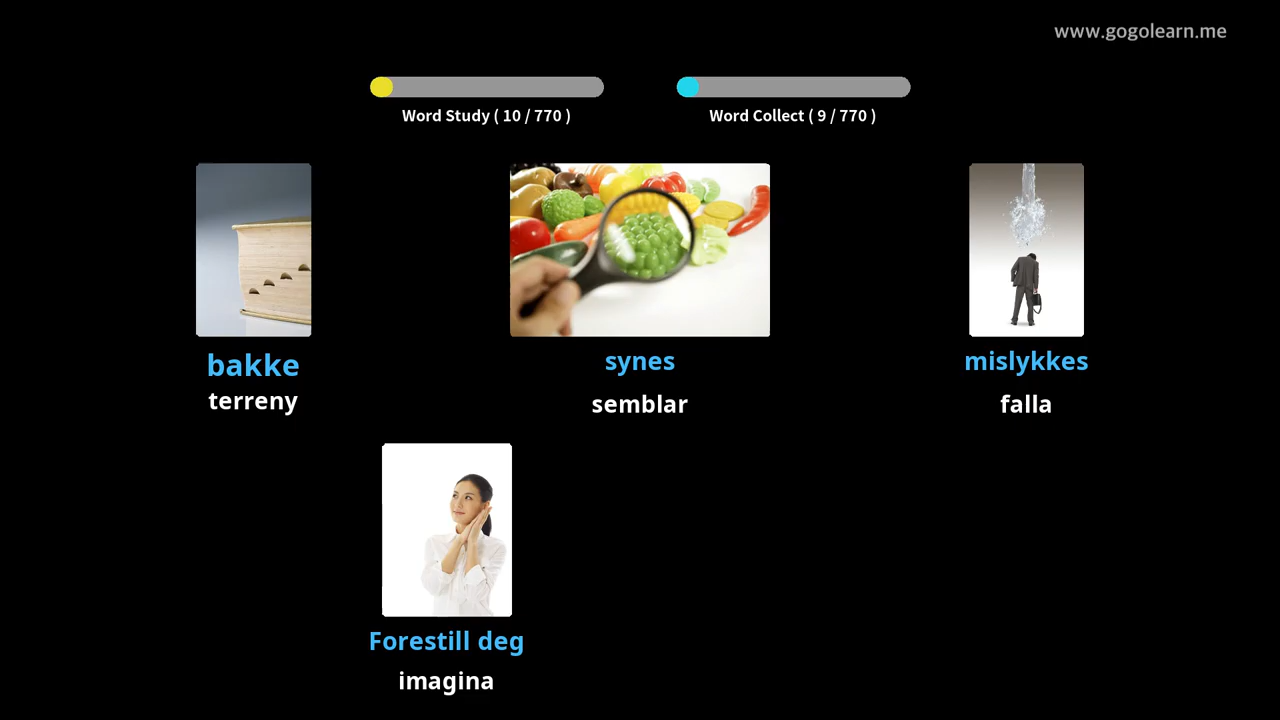 www.gogolearn.me
Word Study ( 10 / 770 )
Word Collect ( 9 / 770 )
bakke
terreny
synes
semblar
mislykkes
falla
Forestill deg
imagina